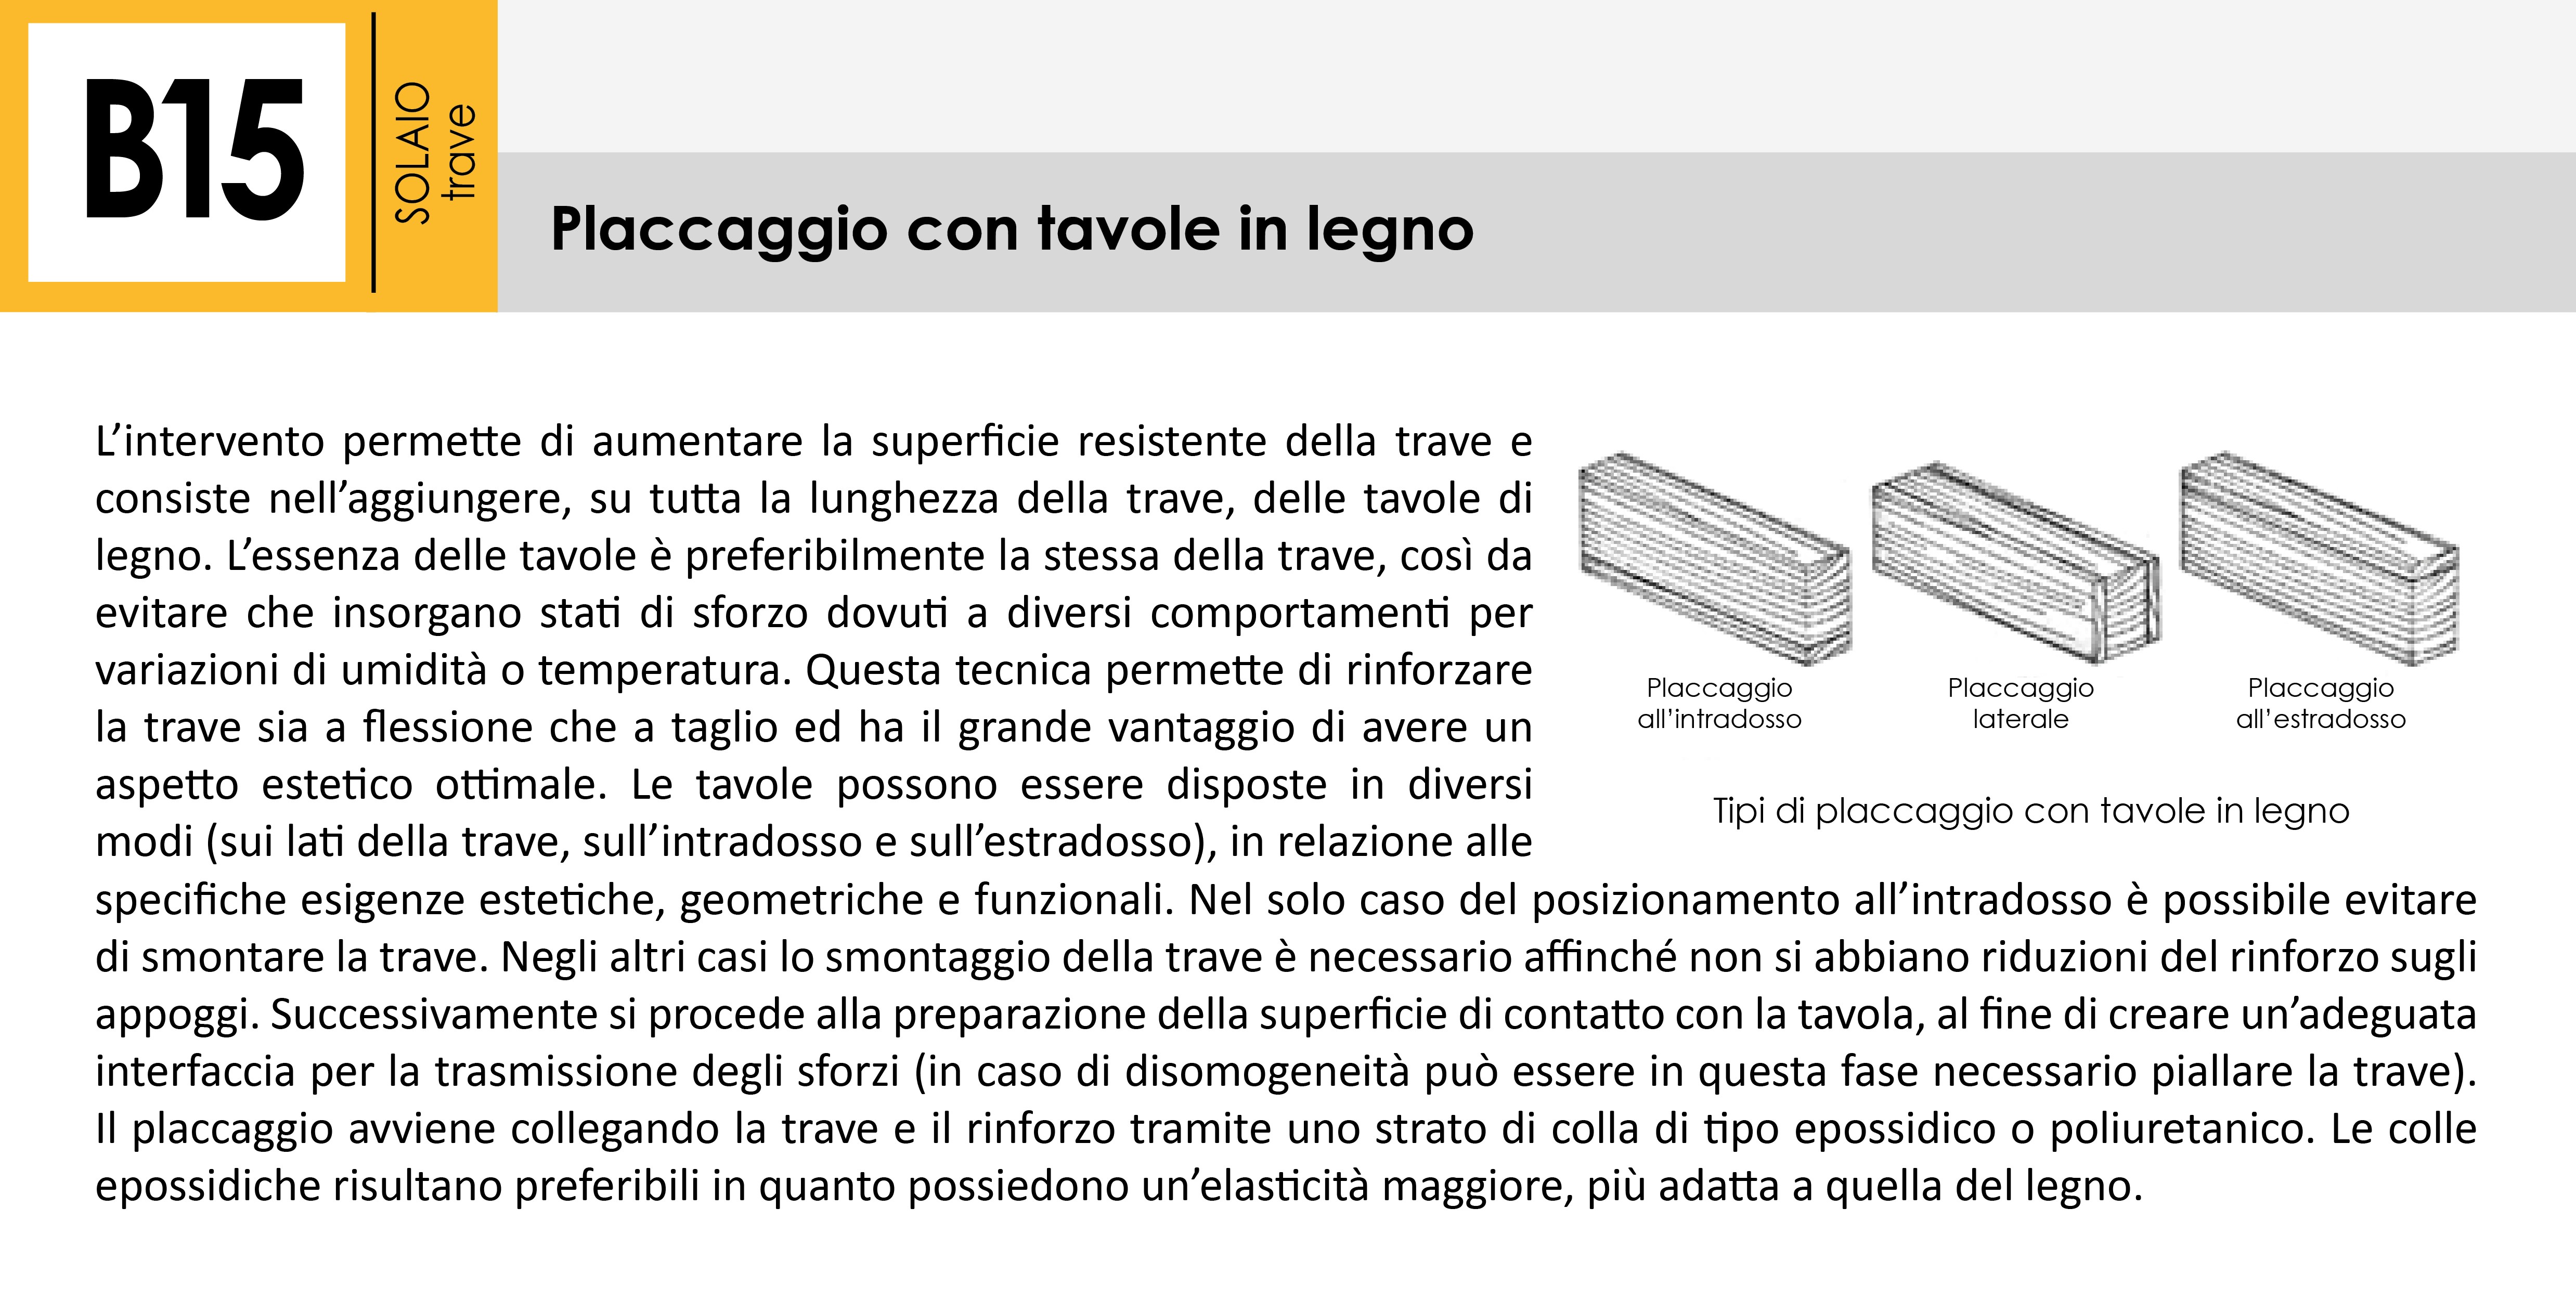 B15
SOLAIO
trave
Placcaggio con tavole in legno
L’intervento permette di aumentare la superficie resistente della trave e
consiste nell’aggiungere, su tutta la lunghezza della trave, delle tavole di
legno. L’essenza delle tavole è preferibilmente la stessa della trave, così da
evitare che insorgano stati di sforzo dovuti a diversi comportamenti per
variazioni di umidità o temperatura. Questa tecnica permette di rinforzare
la trave sia a flessione che a taglio ed ha il grande vantaggio di avere un
aspetto estetico ottimale. Le tavole possono essere disposte in diversi
modi (sui lati della trave, sull’intradosso e sull’estradosso), in relazione alle
specifiche esigenze estetiche, geometriche e funzionali. Nel solo caso del posizionamento all’intradosso è possibile evitare
di smontare la trave. Negli altri casi lo smontaggio della trave è necessario affinché non si abbiano riduzioni del rinforzo sugli
appoggi. Successivamente si procede alla preparazione della superficie di contatto con la tavola, al fine di creare un’adeguata
interfaccia per la trasmissione degli sforzi (in caso di disomogeneità può essere in questa fase necessario piallare la trave).
Il placcaggio avviene collegando la trave e il rinforzo tramite uno strato di colla di tipo epossidico o poliuretanico. Le colle
epossidiche risultano preferibili in quanto possiedono un’elasticità maggiore, più adatta a quella del legno.
Placcaggio
all’intradosso
Placcaggio
laterale
Placcaggio
all’estradosso
Tipi di placcaggio con tavole in legno